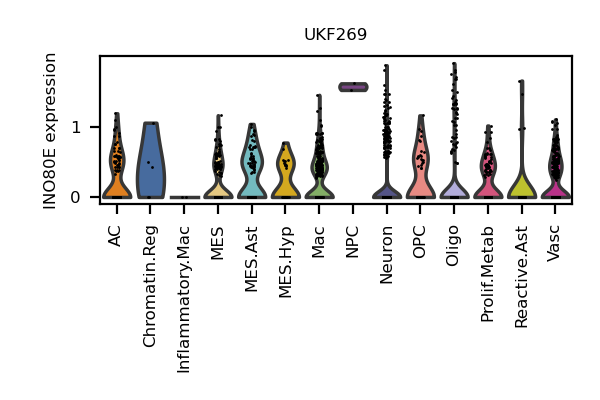 UKF269
INO80E expression
1
0
AC
Chromatin.Reg
Inflammatory.Mac
MES
MES.Ast
MES.Hyp
Mac
NPC
Neuron
OPC
Oligo
Prolif.Metab
Reactive.Ast
Vasc